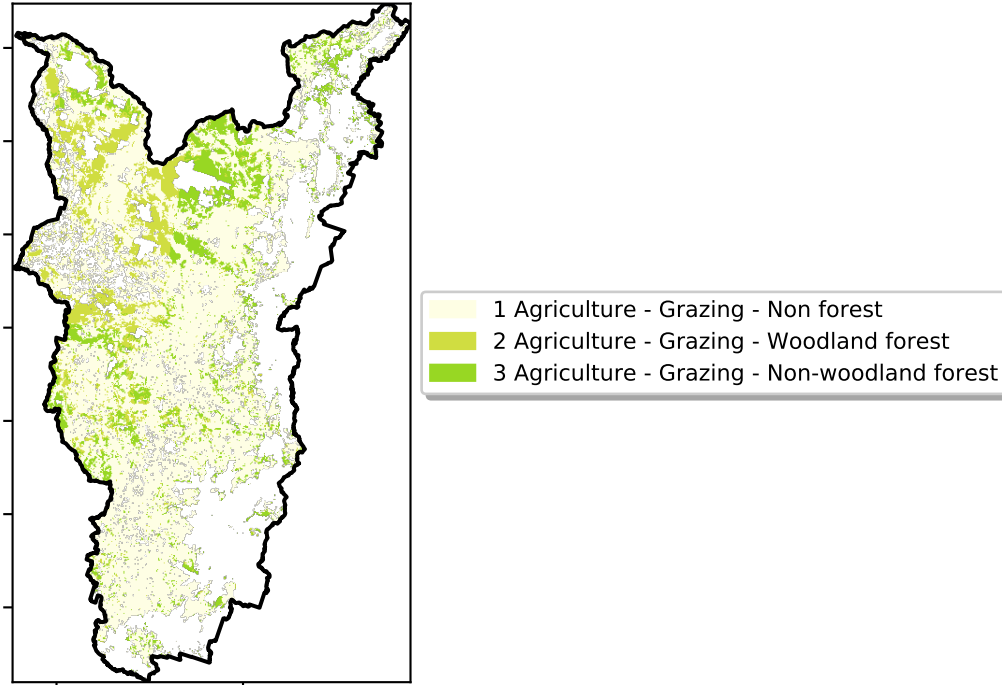 1 Agriculture - Grazing - Non forest
2 Agriculture - Grazing - Woodland forest
3 Agriculture - Grazing - Non-woodland forest